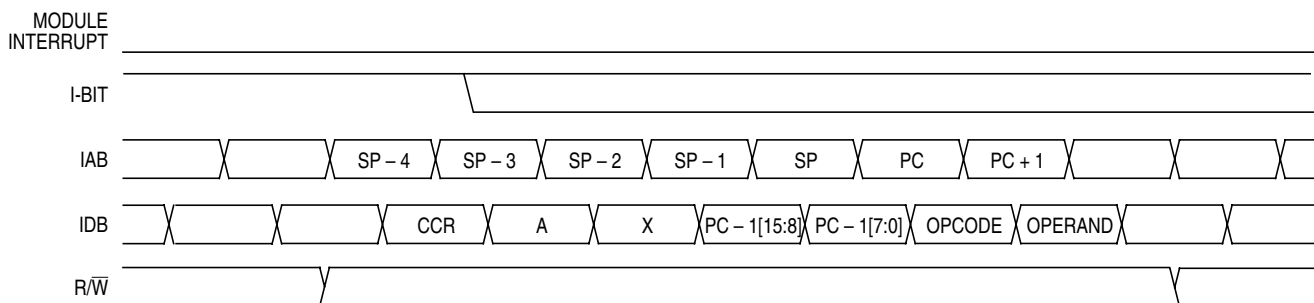 MODULE
INTERRUPT
I-BIT
IAB SP – 4 SP – 3 SP – 2 SP – 1 SP PC PC + 1
IDB CCR A X PC – 1[15:8] PC – 1[7:0] OPCODE OPERAND
R/W̅